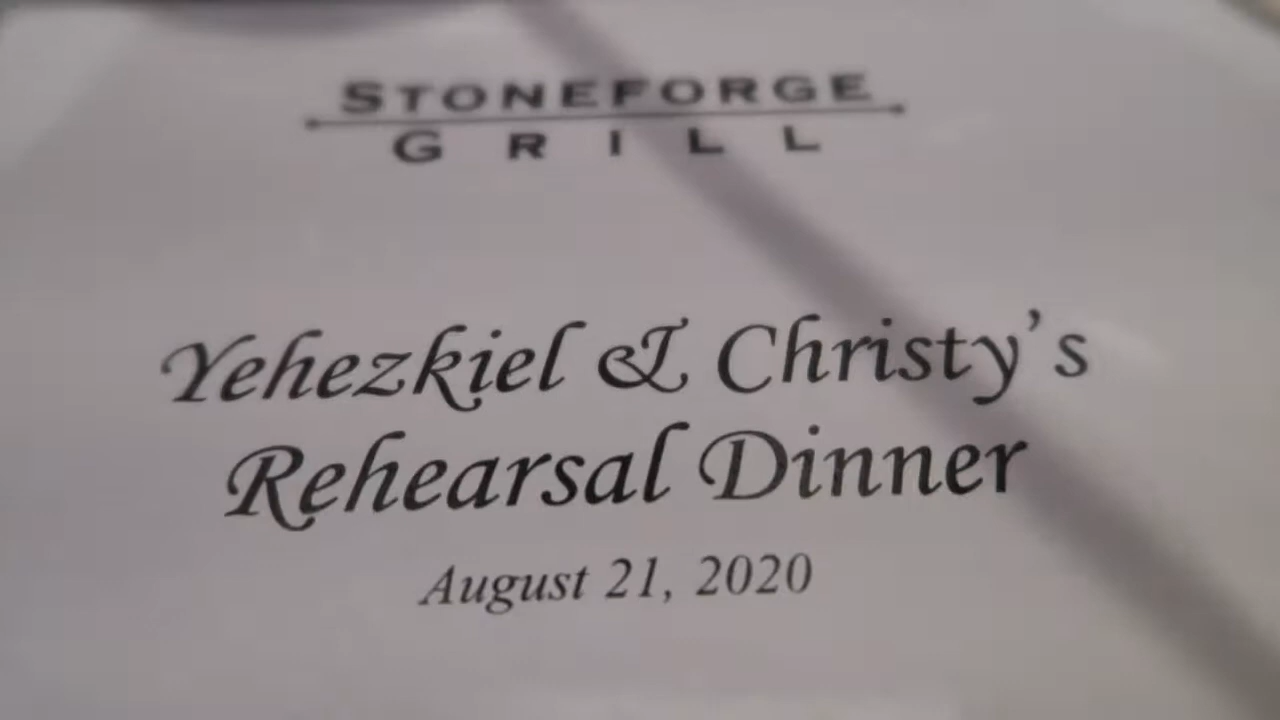 STONEFORGE
GRILL
Yehezkiel & Christy's
Rehearsal Dinner
August 21, 2020